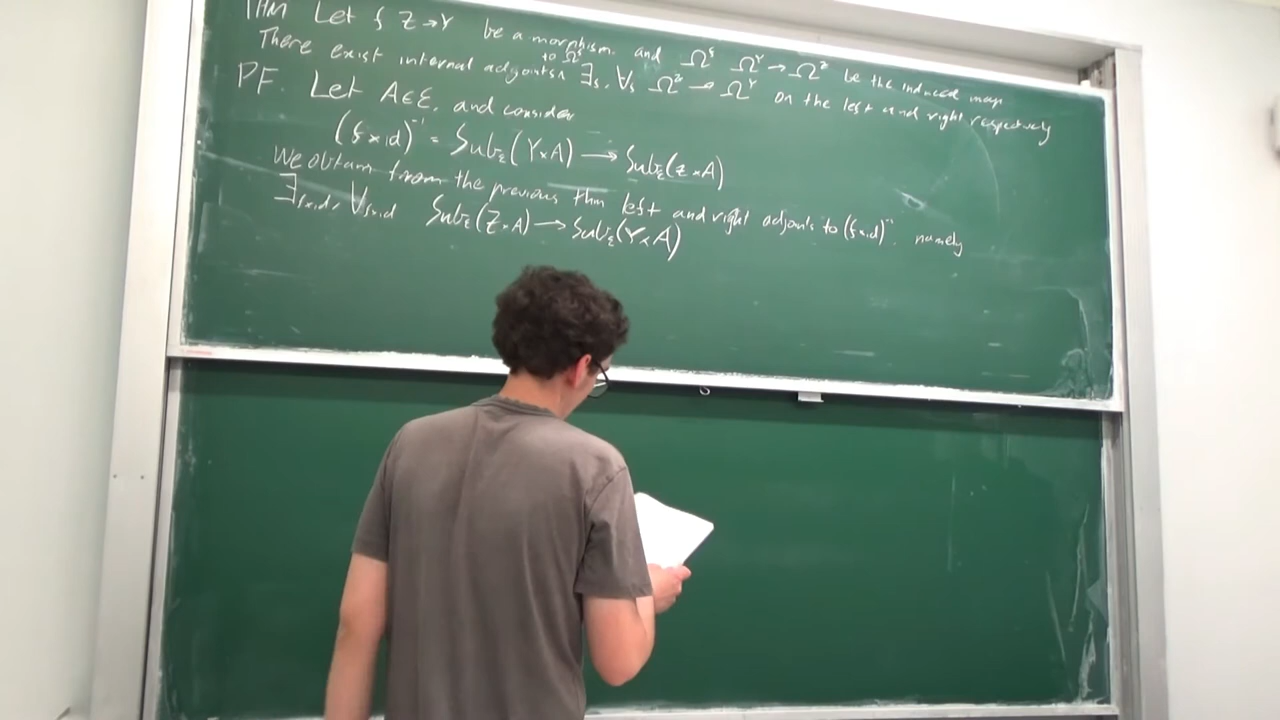 THM Let f Z→Y be a morphism. and Ω^f Ω^Y → Ω^Z be the induced map
There exist internal adjoints to Ω^f ∃_f, ∀_f Ω^Z → Ω^Y on the left and right respectively
PF. Let A∈ℰ, and consider
(f×id)^{-1} = Sub_ℰ(Y×A) → Sub_ℰ(Z×A)
We obtain from the previous thm left and right adjoints to (f×id)^{-1}. namely
∃_{f×id}, ∀_{f×id} Sub_ℰ(Z×A) → Sub_ℰ(Y×A)